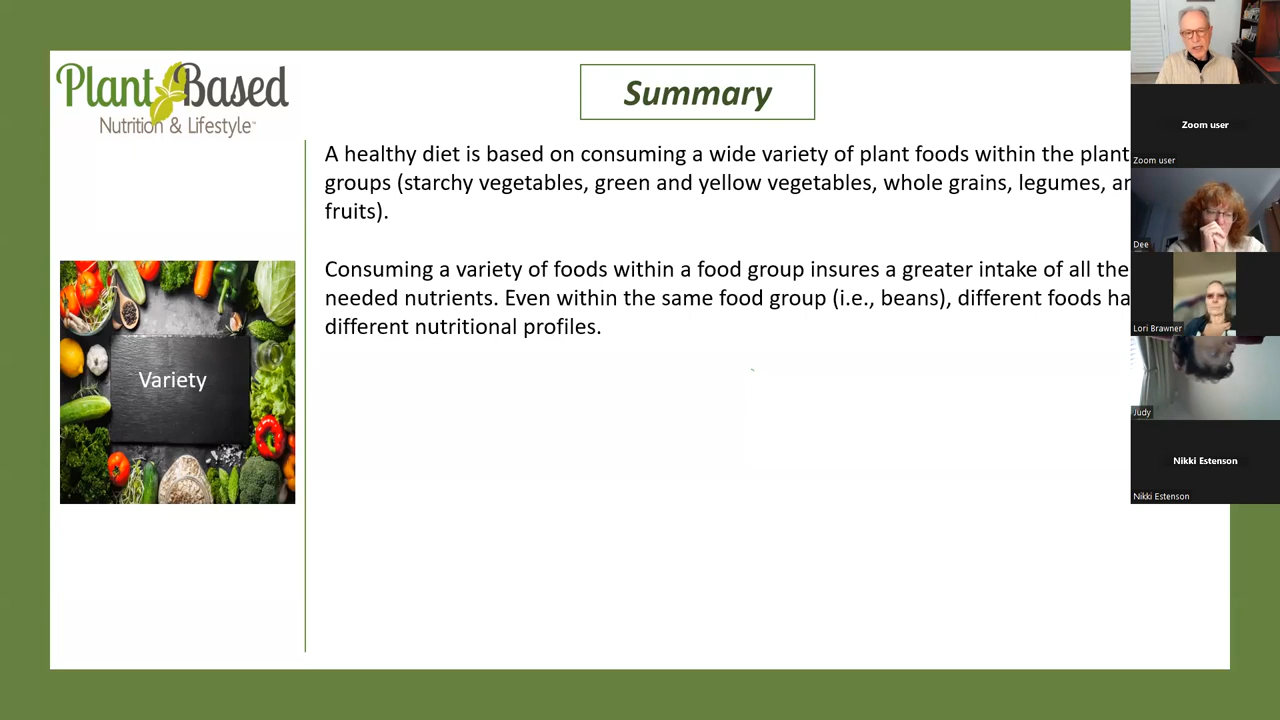 Plant Based
Nutrition & Lifestyle™
Summary
A healthy diet is based on consuming a wide variety of plant foods within the plant
groups (starchy vegetables, green and yellow vegetables, whole grains, legumes,
fruits).
Consuming a variety of foods within a food group insures a greater intake of all the
needed nutrients. Even within the same food group (i.e., beans), different foods
different nutritional profiles.
Variety
Zoom user
Zoom user
Dee
Lori Brawner
Judy
Nikki Estenson
Nikki Estenson